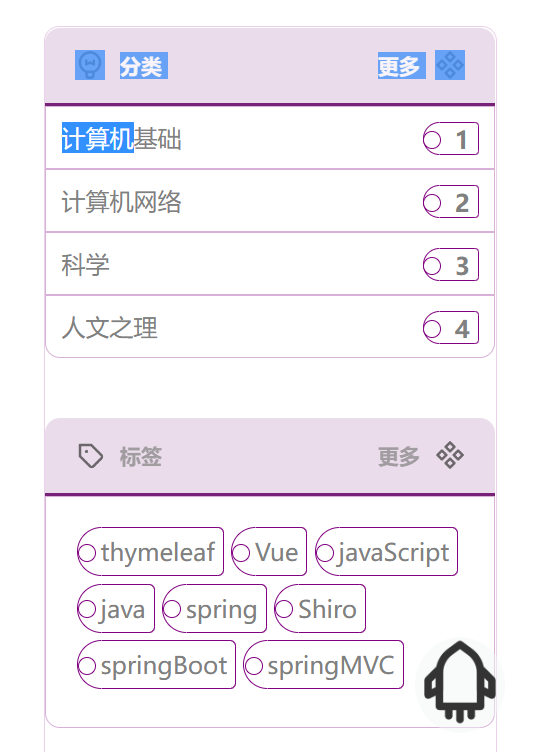 分类 更多
计算机基础 1
计算机网络 2
科学 3
人文之理 4
标签 更多
thymeleaf Vue javaScript
java spring Shiro
springBoot springMVC